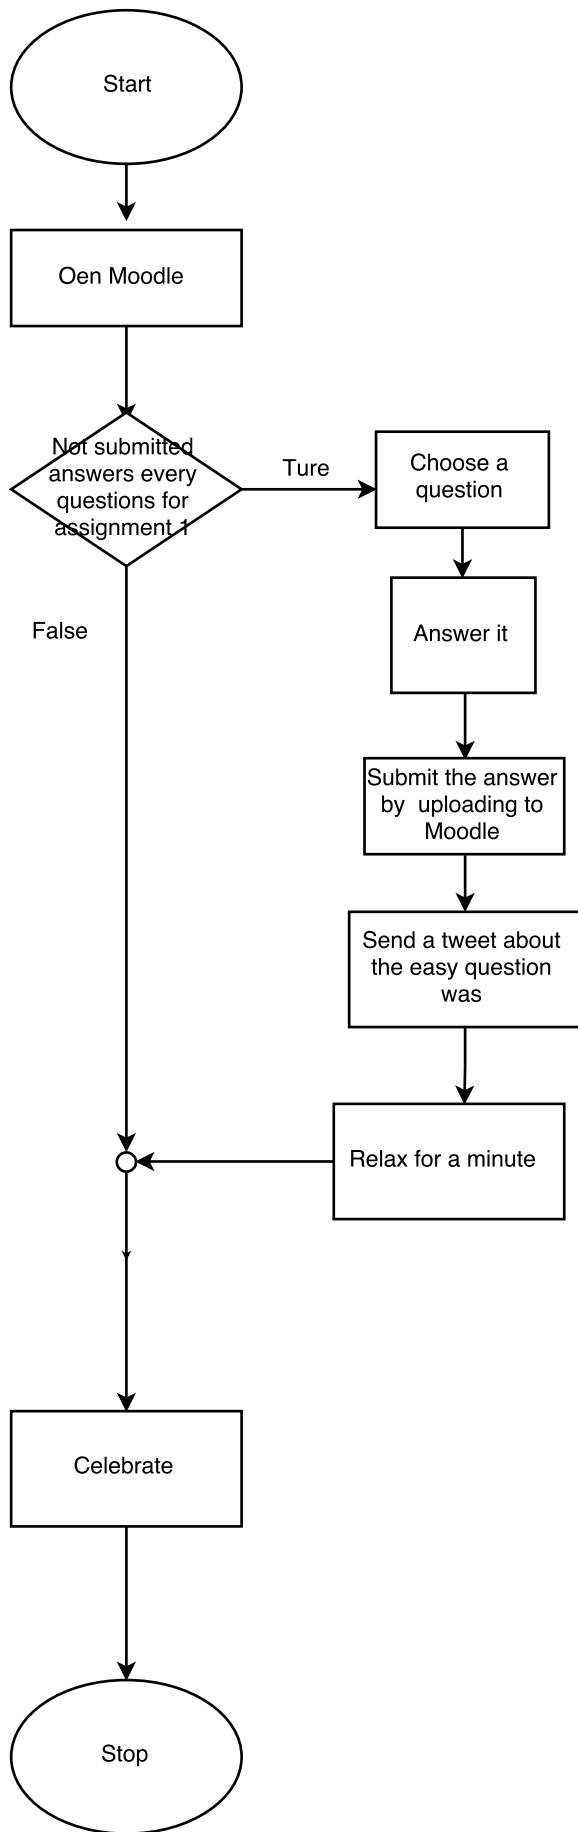 Start
Oen Moodle
Not submitted
answers every
questions for
assignment 1
Ture
Choose a
question
Answer it
False
Submit the answer
by  uploading to
Moodle
Send a tweet about
the easy question
was
Relax for a minute
Celebrate
Stop